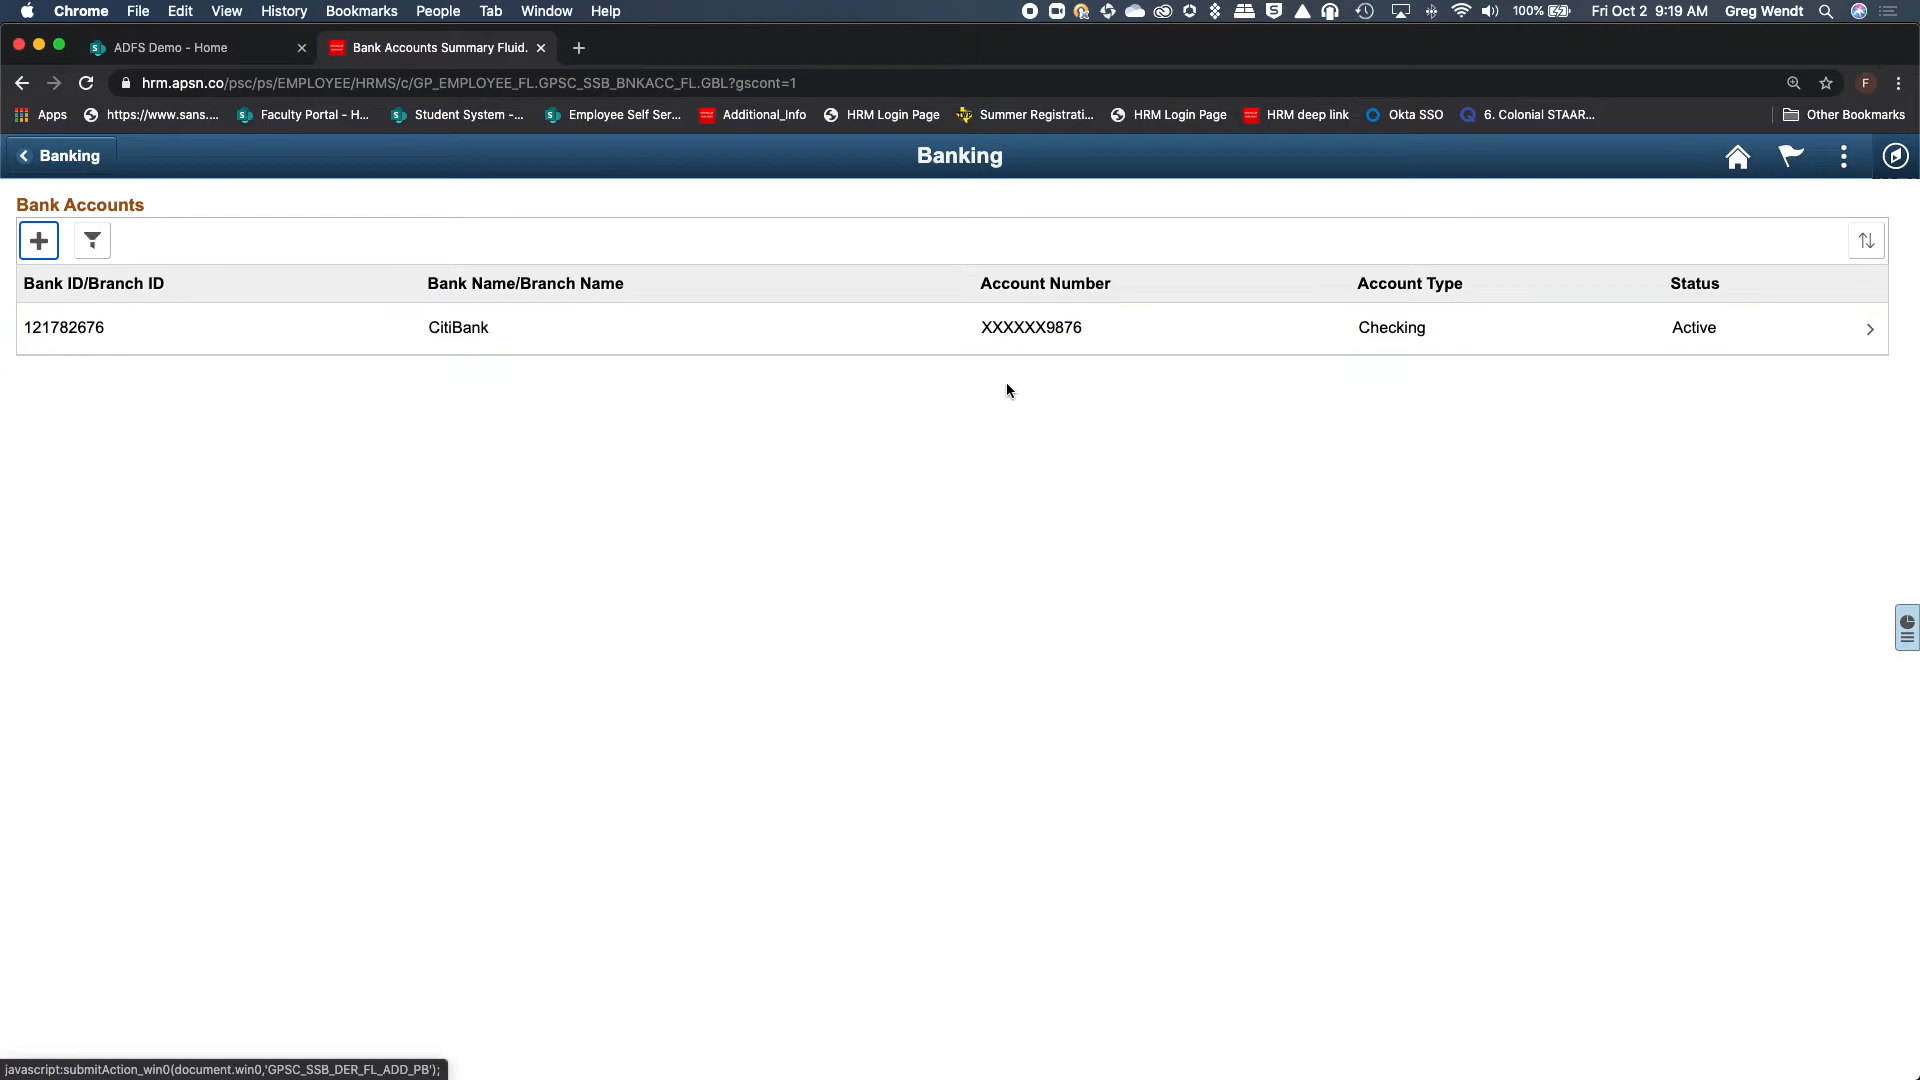 Chrome File Edit View History Bookmarks People Tab Window Help 100% Fri Oct 2 9:19 AM Greg Wendt
ADFS Demo - Home Bank Accounts Summary Fluid.
hrm.apsn.co/psc/ps/EMPLOYEE/HRMS/c/GP_EMPLOYEE_FL.GPSC_SSB_BNKACC_FL.GBL?gscont=1 F
Apps https://www.sans.... Faculty Portal - H... Student System -... Employee Self Ser... Additional_Info HRM Login Page Summer Registrati... HRM Login Page HRM deep link Okta SSO 6. Colonial STAAR... Other Bookmarks
Banking Banking
Bank Accounts
Bank ID/Branch ID Bank Name/Branch Name Account Number Account Type Status
121782676 CitiBank XXXXXX9876 Checking Active
javascript:submitAction_win0(document.win0,'GPSC_SSB_DER_FL_ADD_PB');